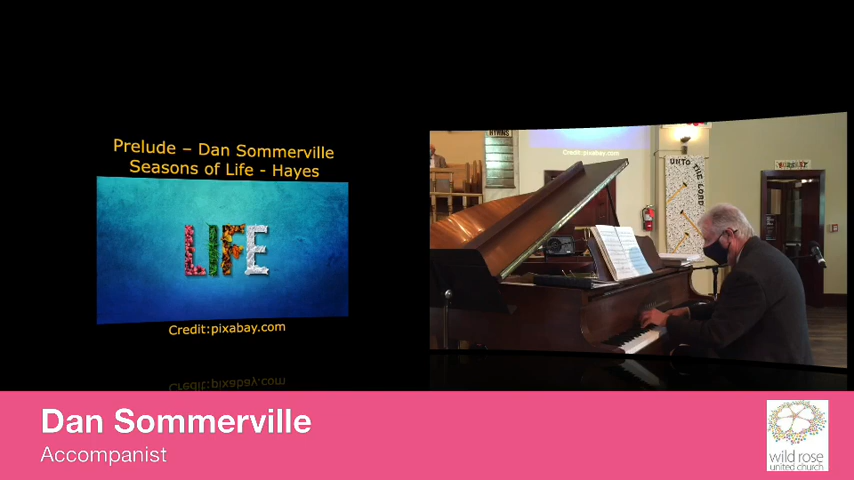 Prelude – Dan Sommerville
Seasons of Life - Hayes
LIFE
Credit:pixabay.com
HYMNS
Credit:pixabay.com
UNTO
THE LORD
Dan Sommerville
Accompanist
wild rose
united church